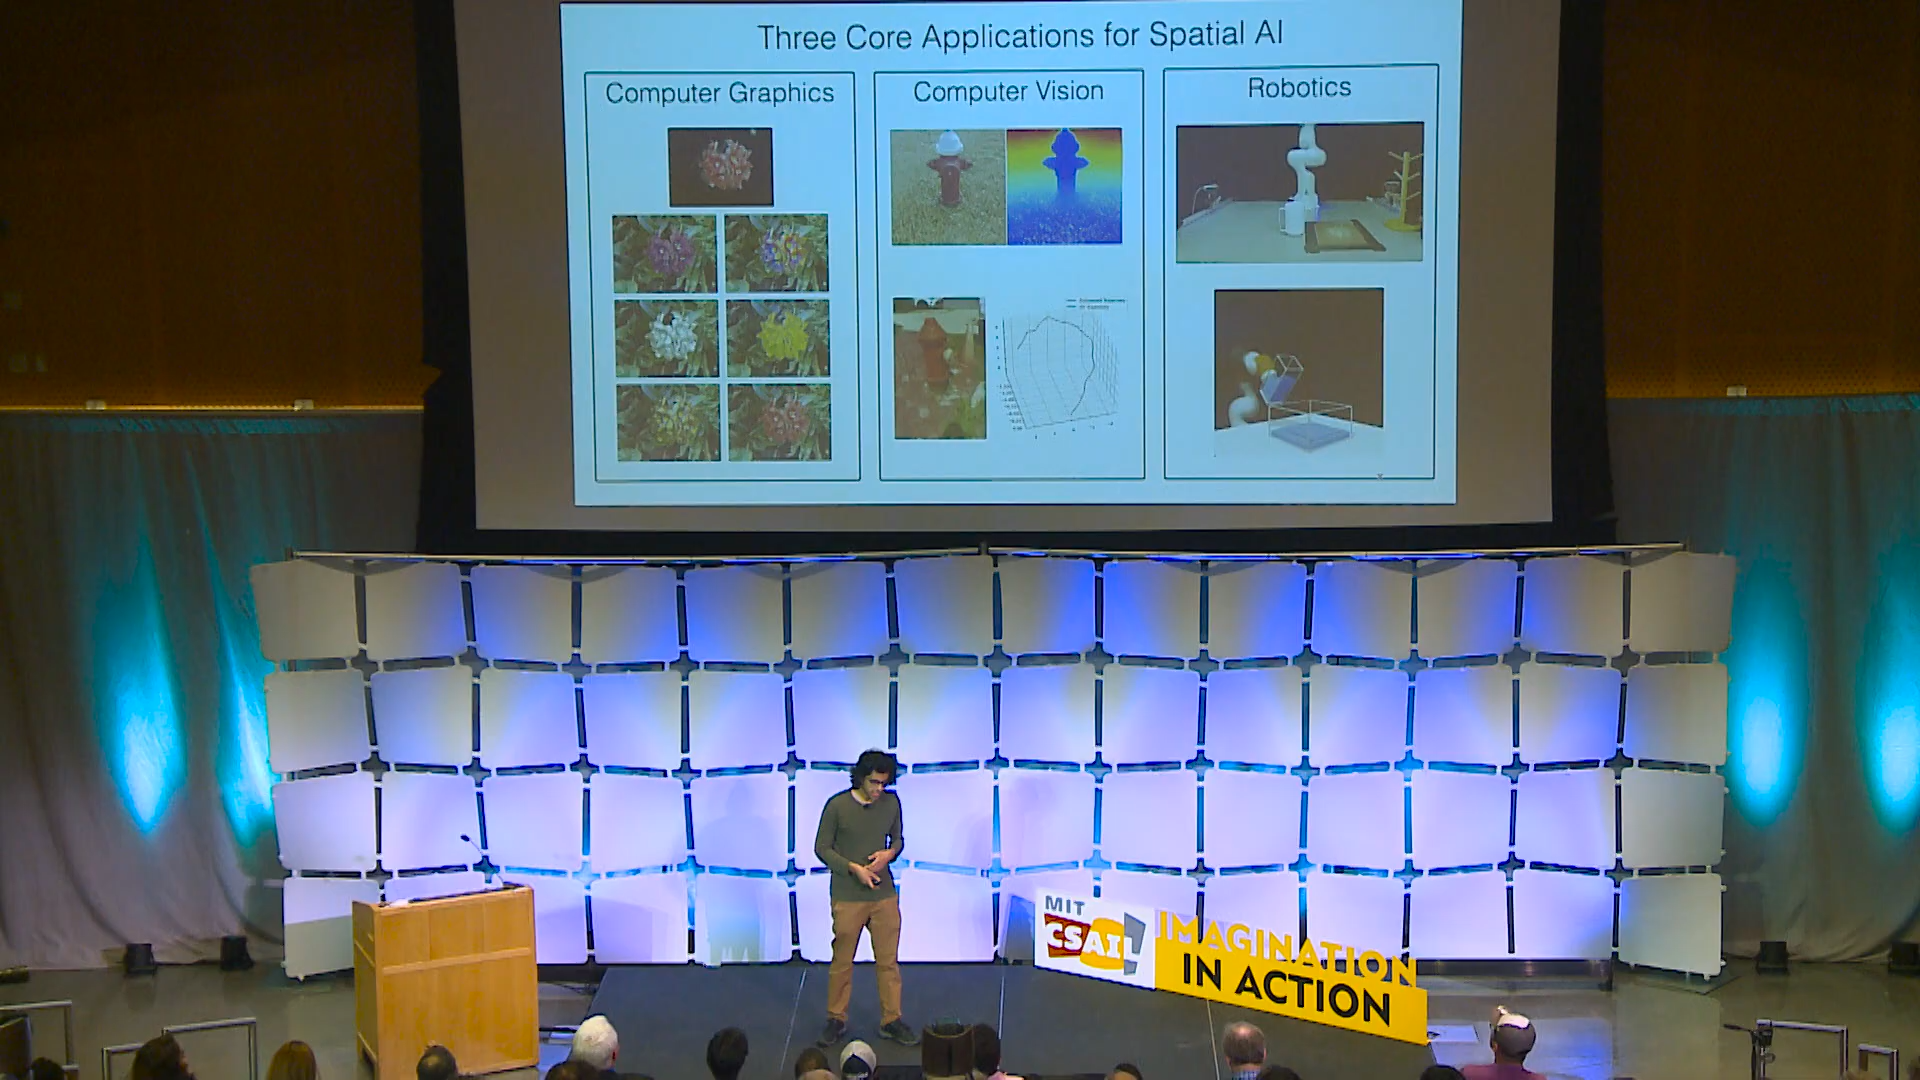 Three Core Applications for Spatial AI
Computer Graphics
Computer Vision
Robotics
MIT
CSAIL
IMAGINATION
IN ACTION